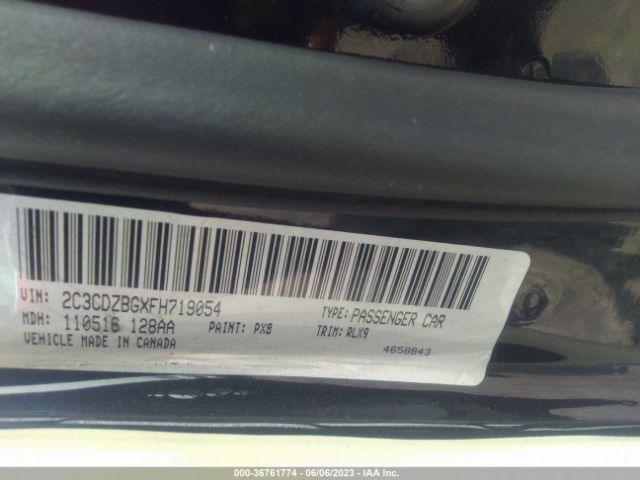 VIN: 2C3CDZBGXFH719054
MDH: 110516 128AA
PAINT: PX8
VEHICLE MADE IN CANADA
TYPE: PASSENGER CAR
TRIM: RLX9
4658843
000-36761774 - 06/06/2023 - IAA Inc.